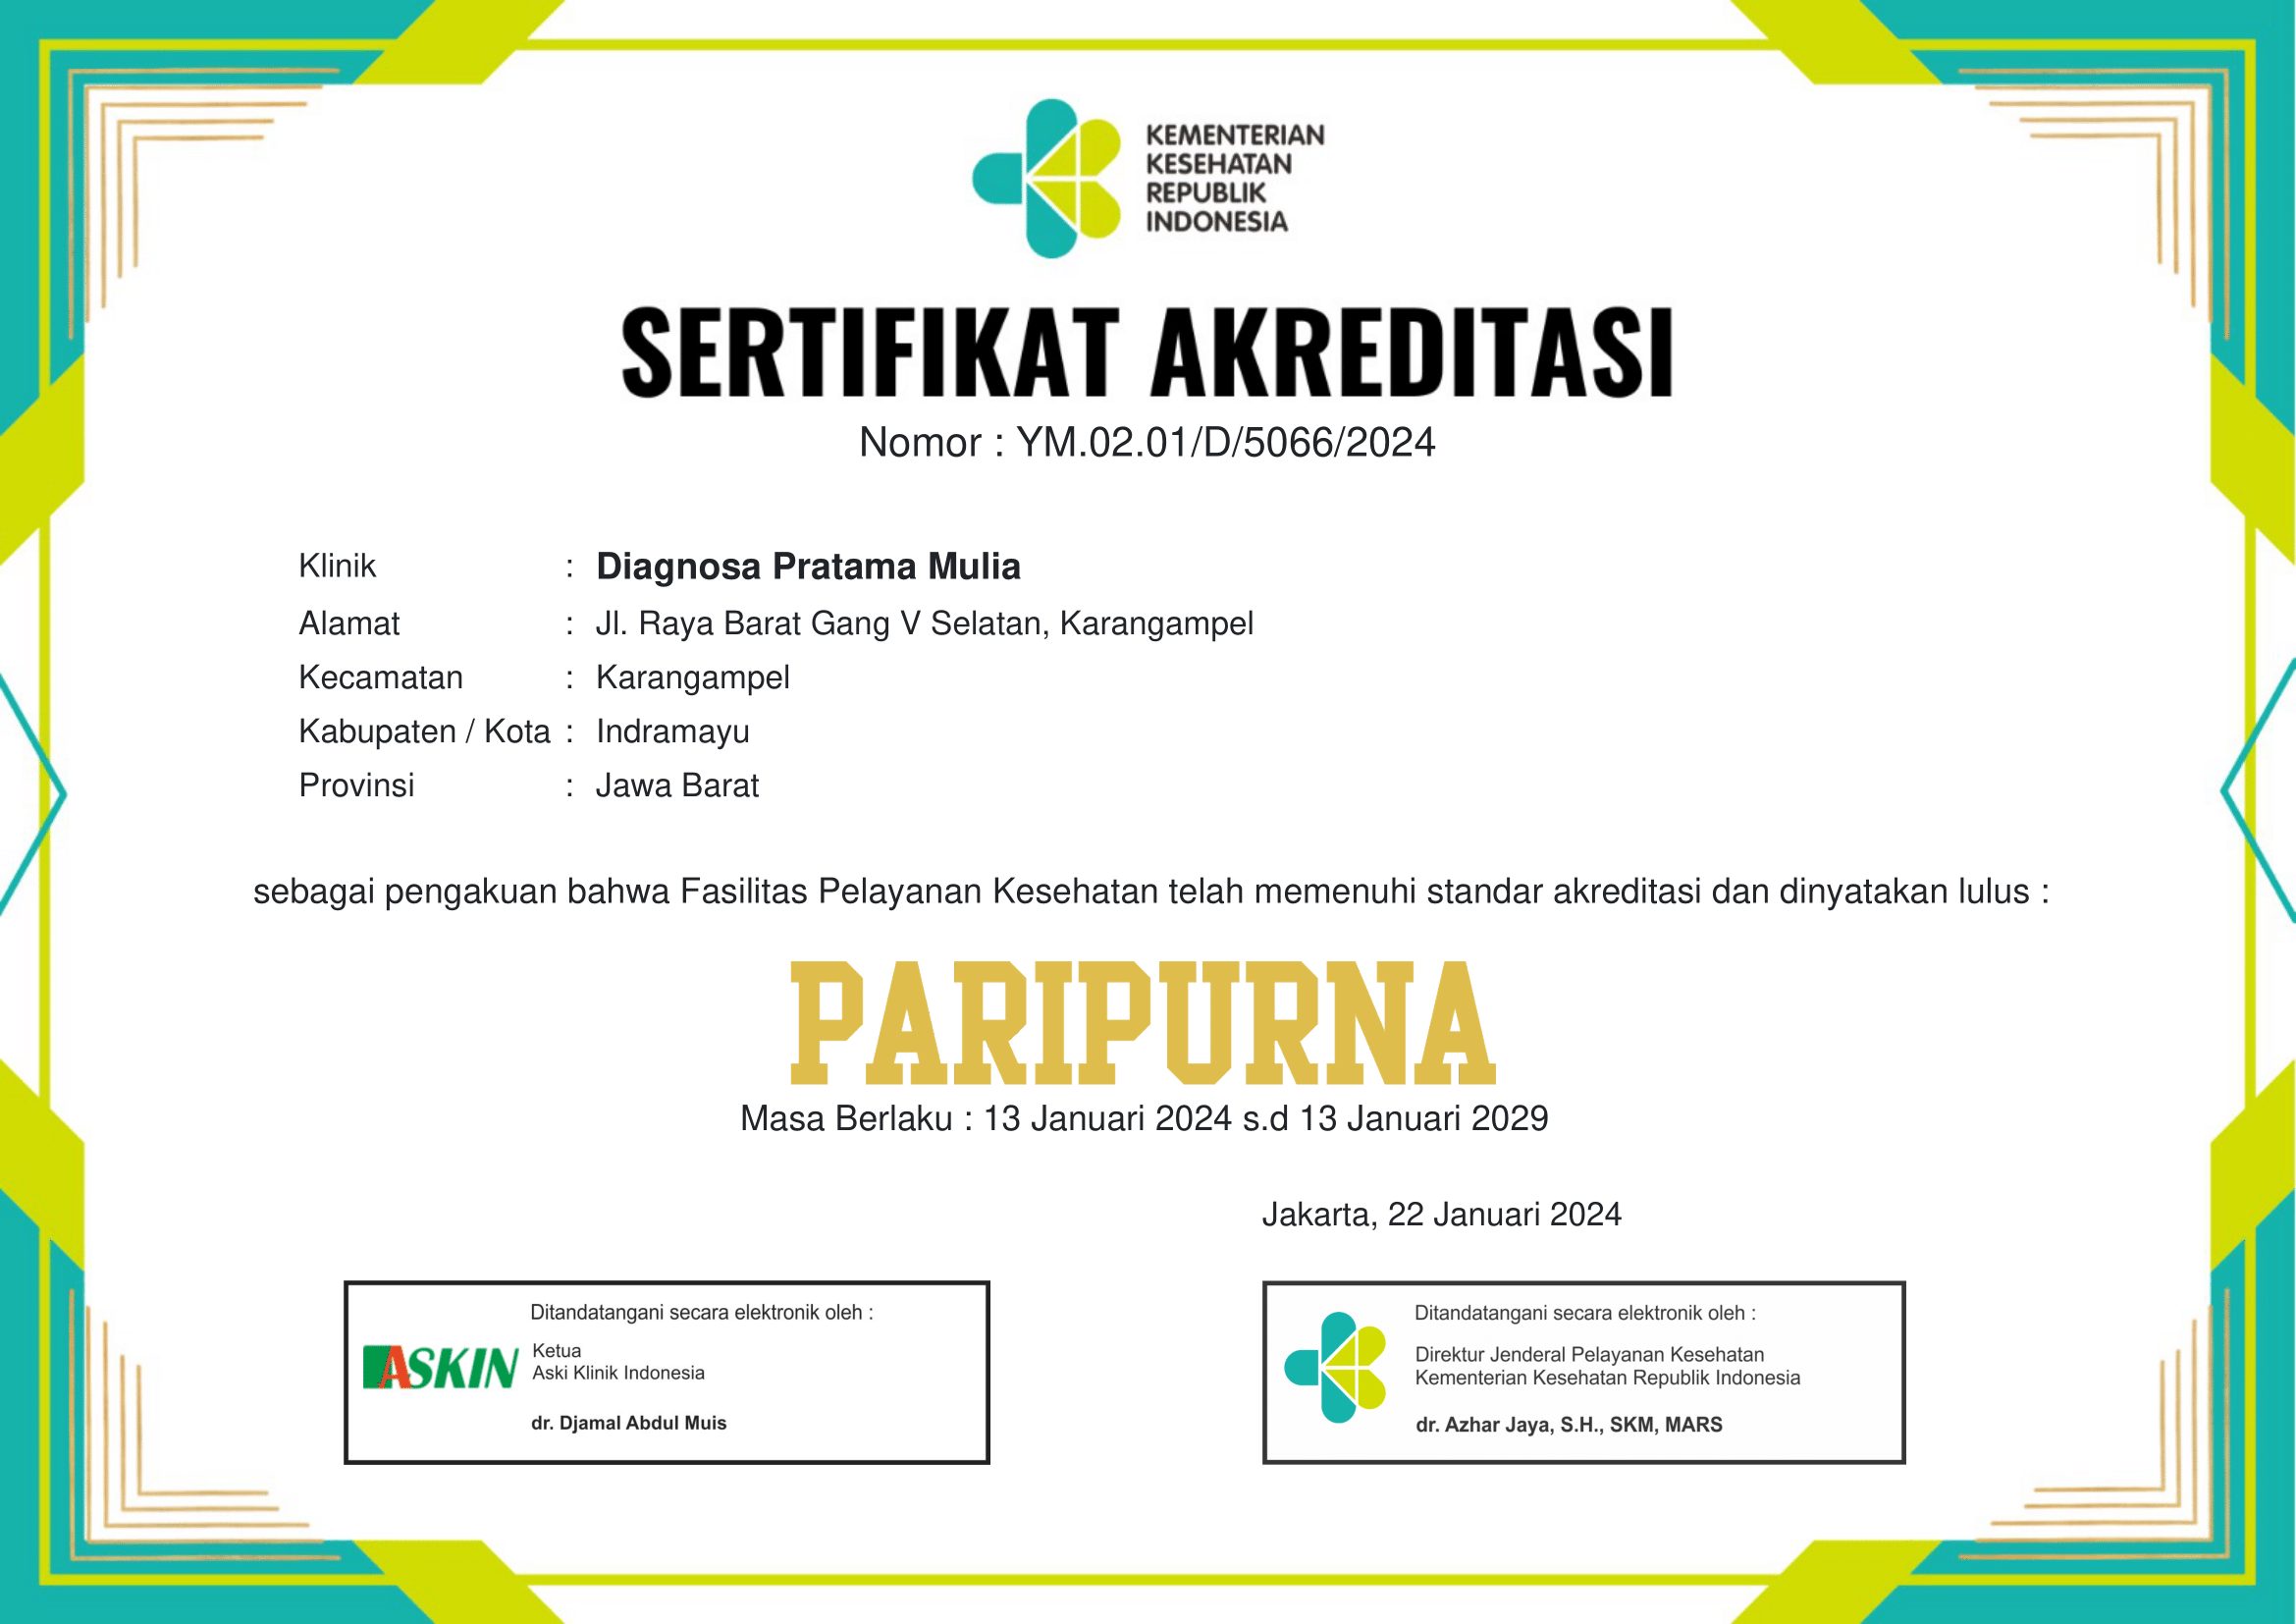 KEMENTERIAN
KESEHATAN
REPUBLIK
INDONESIA
SERTIFIKAT AKREDITASI
Nomor : YM.02.01/D/5066/2024
Klinik : Diagnosa Pratama Mulia
Alamat : Jl. Raya Barat Gang V Selatan, Karangampel
Kecamatan : Karangampel
Kabupaten / Kota : Indramayu
Provinsi : Jawa Barat
sebagai pengakuan bahwa Fasilitas Pelayanan Kesehatan telah memenuhi standar akreditasi dan dinyatakan lulus :
PARIPURNA
Masa Berlaku : 13 Januari 2024 s.d 13 Januari 2029
Jakarta, 22 Januari 2024
Ditandatangani secara elektronik oleh :
ASKIN
Ketua
Aski Klinik Indonesia
dr. Djamal Abdul Muis
Ditandatangani secara elektronik oleh :
Direktur Jenderal Pelayanan Kesehatan
Kementerian Kesehatan Republik Indonesia
dr. Azhar Jaya, S.H., SKM, MARS